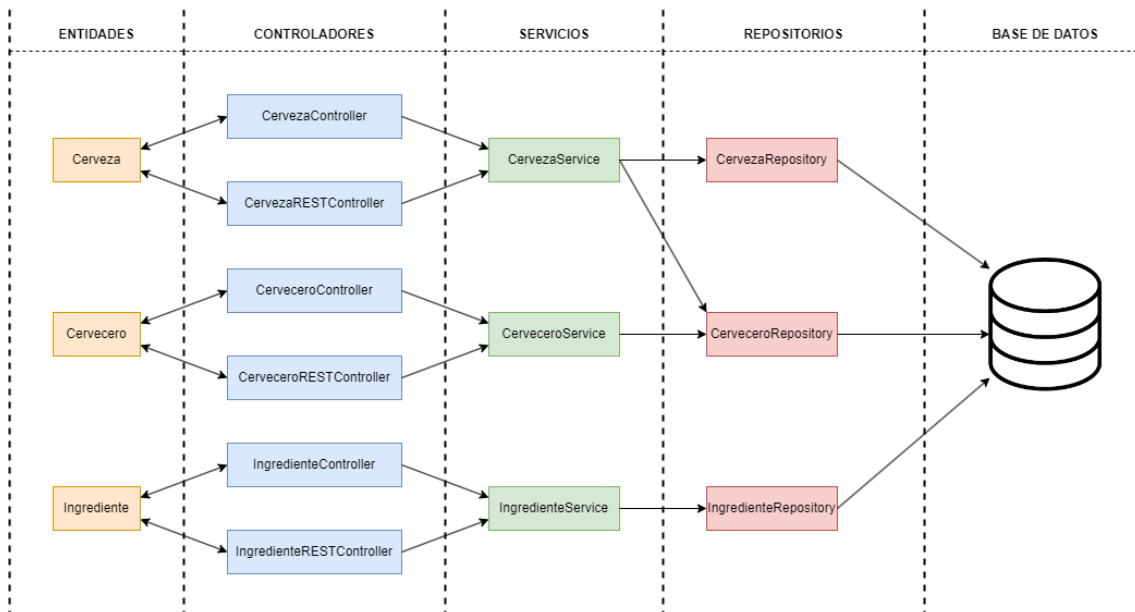 ENTIDADES
CONTROLADORES
SERVICIOS
REPOSITORIOS
BASE DE DATOS
CervezaController
Cerveza
CervezaService
CervezaRepository
CervezaRESTController
CerveceroController
Cervecero
CerveceroService
CerveceroRepository
CerveceroRESTController
IngredienteController
Ingrediente
IngredienteService
IngredienteRepository
IngredienteRESTController